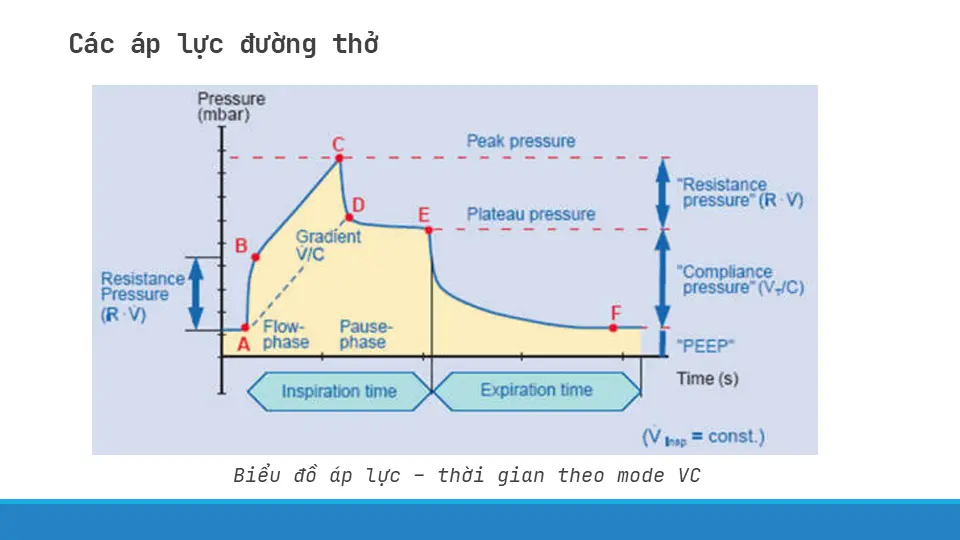 Các áp lực đường thở
Pressure
(mbar)
C
Peak pressure
"Resistance
pressure" (R · V̇)
D
E
Plateau pressure
B
Gradient
V̇/C
Resistance
Pressure
(R · V̇)
"Compliance
pressure" (VT/C)
A
Flow-
phase
Pause-
phase
F
"PEEP"
Inspiration time
Expiration time
Time (s)
(V̇ Insp = const.)
Biểu đồ áp lực – thời gian theo mode VC